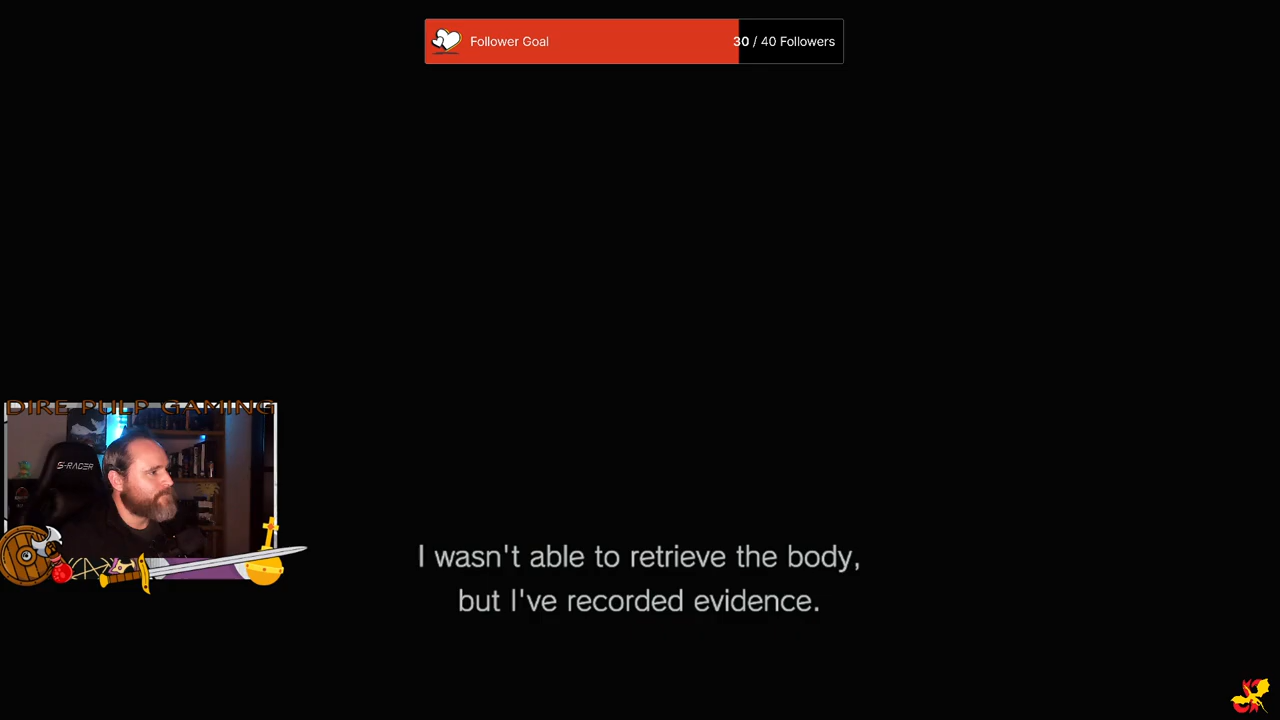 Follower Goal
30 / 40 Followers
DIRE PULP GAMING
S-RACER
I wasn't able to retrieve the body,
but I've recorded evidence.